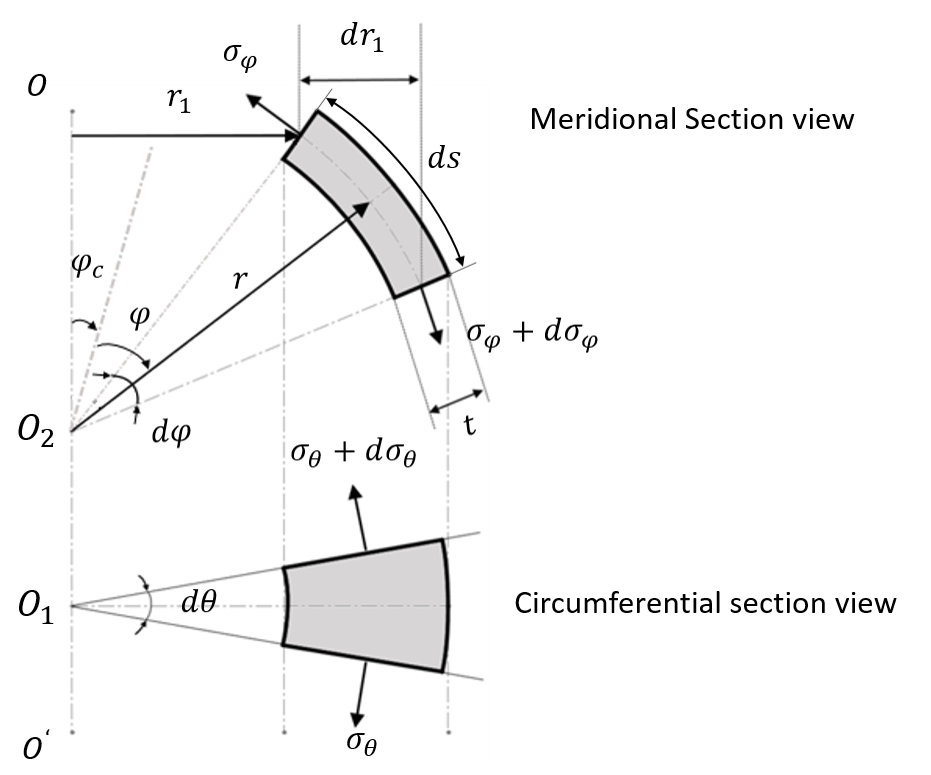 dr₁
σ_φ
O
r₁
Meridional Section view
ds
φ_c
r
φ
σ_φ + dσ_φ
O₂
dφ
t
σ_θ + dσ_θ
O₁
dθ
Circumferential section view
O‘
σ_θ